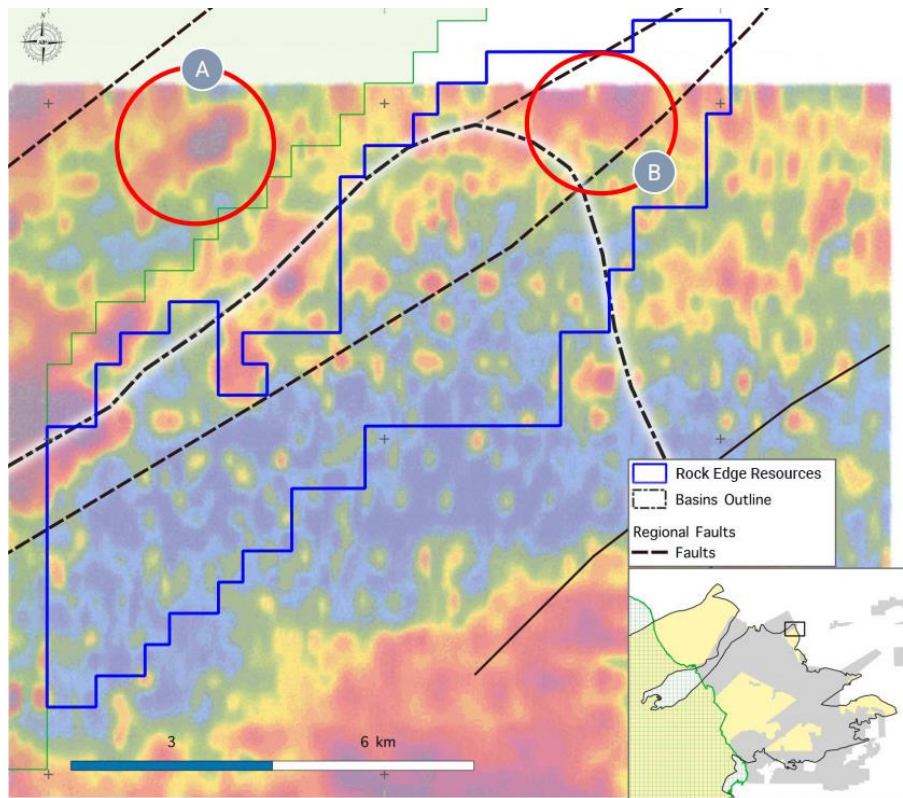 N
A
B
Rock Edge Resources
Basins Outline
Regional Faults
Faults
3
6 km